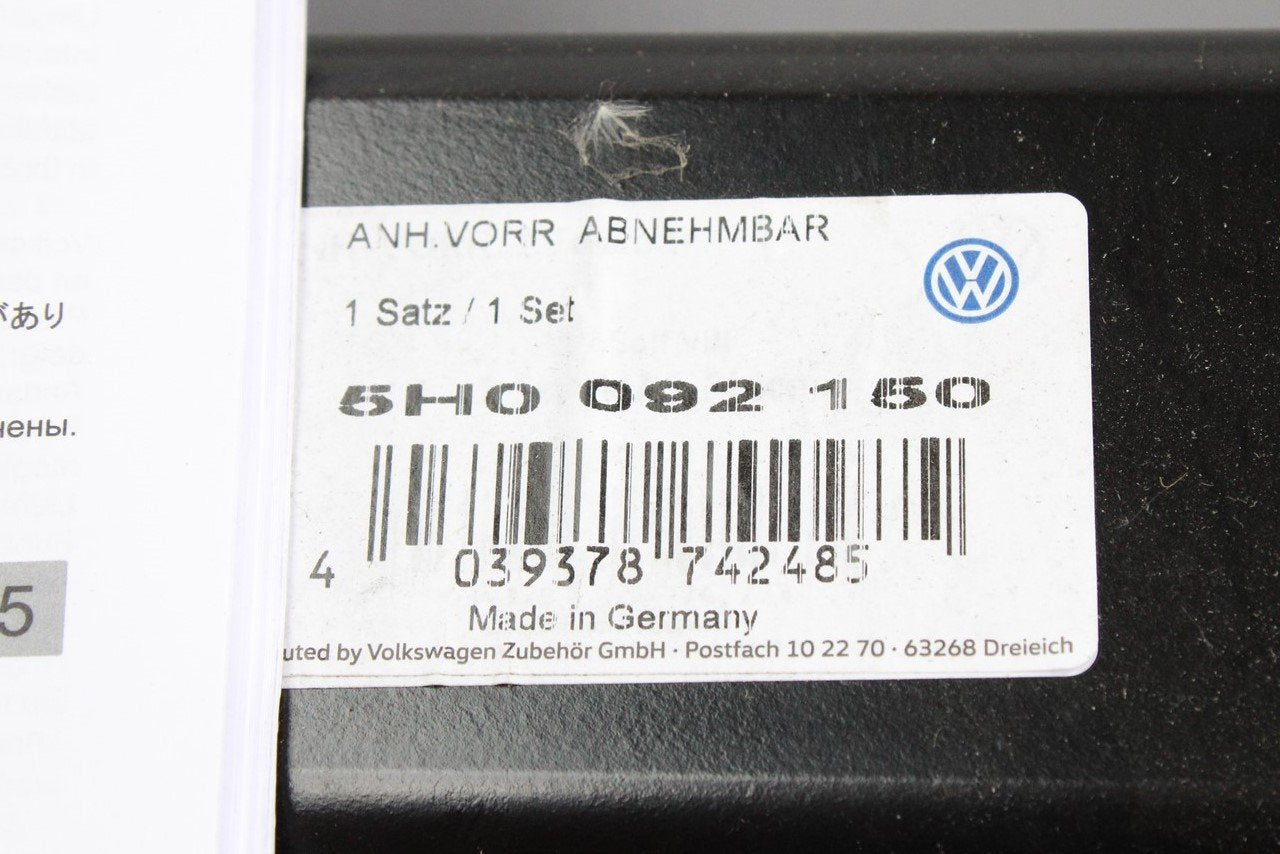 があり
нены.
5
ANH.VORR ABNEHMBAR
1 Satz / 1 Set
5H0 092 150
4 039378 742485
Made in Germany
uted by Volkswagen Zubehör GmbH · Postfach 10 22 70 · 63268 Dreieich